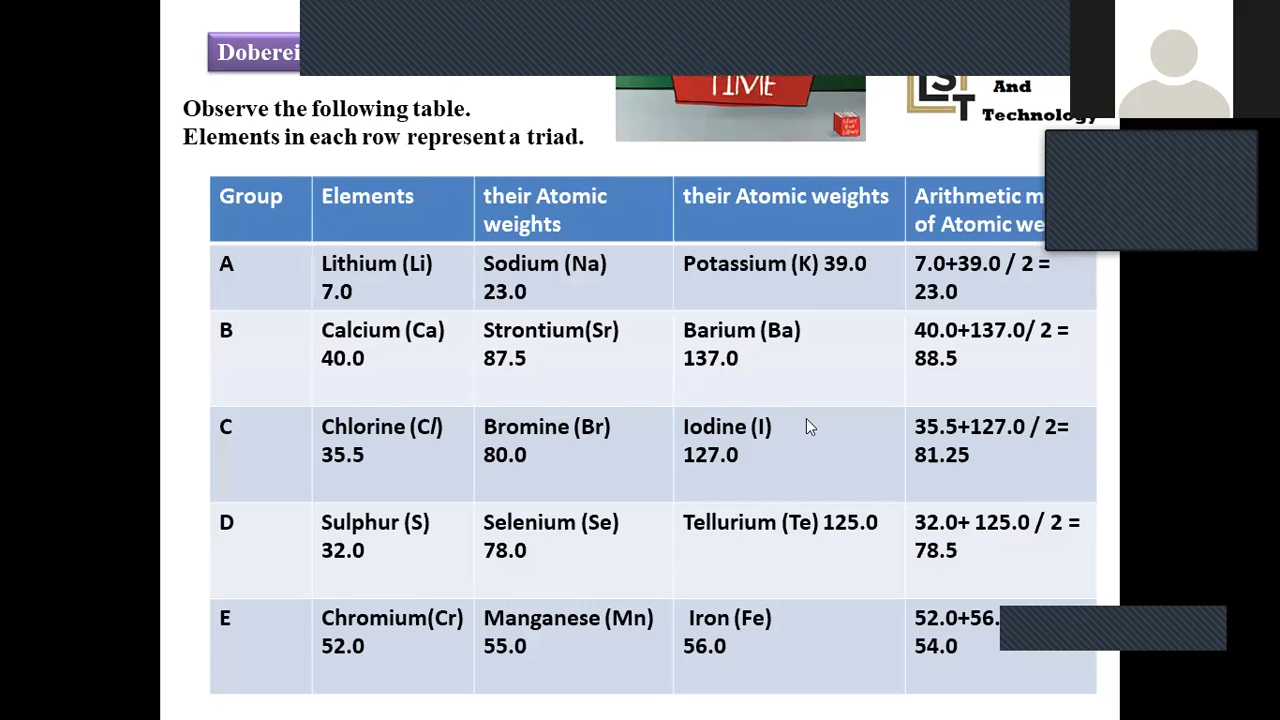 Doberei
TIME
LST
And
Technology
Observe the following table.
Elements in each row represent a triad.
Group
Elements
their Atomic
weights
their Atomic weights
Arithmetic m
of Atomic we
A
Lithium (Li)
7.0
Sodium (Na)
23.0
Potassium (K) 39.0
7.0+39.0 / 2 =
23.0
B
Calcium (Ca)
40.0
Strontium(Sr)
87.5
Barium (Ba)
137.0
40.0+137.0/ 2 =
88.5
C
Chlorine (Cl)
35.5
Bromine (Br)
80.0
Iodine (I)
127.0
35.5+127.0 / 2=
81.25
D
Sulphur (S)
32.0
Selenium (Se)
78.0
Tellurium (Te) 125.0
32.0+ 125.0 / 2 =
78.5
E
Chromium(Cr)
52.0
Manganese (Mn)
55.0
Iron (Fe)
56.0
52.0+56.
54.0